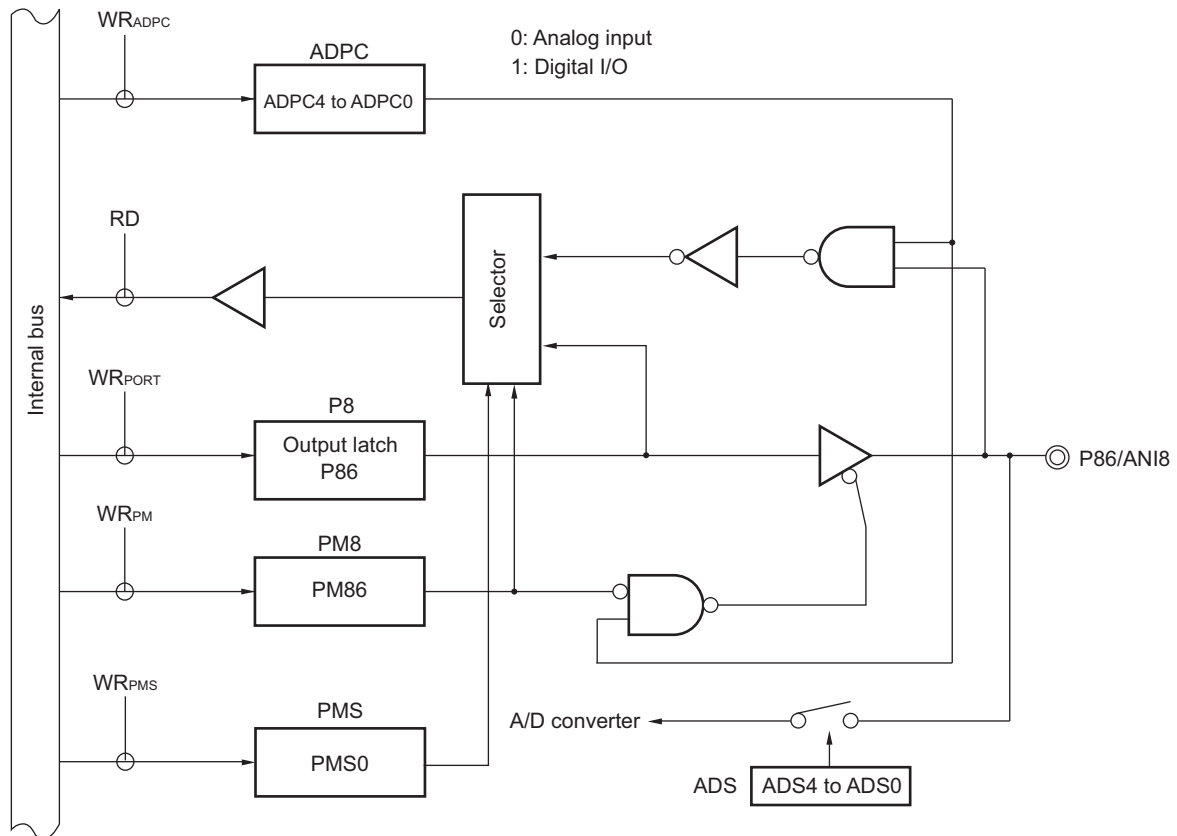 WRADPC
ADPC
0: Analog input
1: Digital I/O
ADPC4 to ADPC0
RD
Selector
Internal bus
WRPORT
P8
Output latch
P86
P86/ANI8
WRPM
PM8
PM86
WRPMS
PMS
PMS0
A/D converter
ADS
ADS4 to ADS0